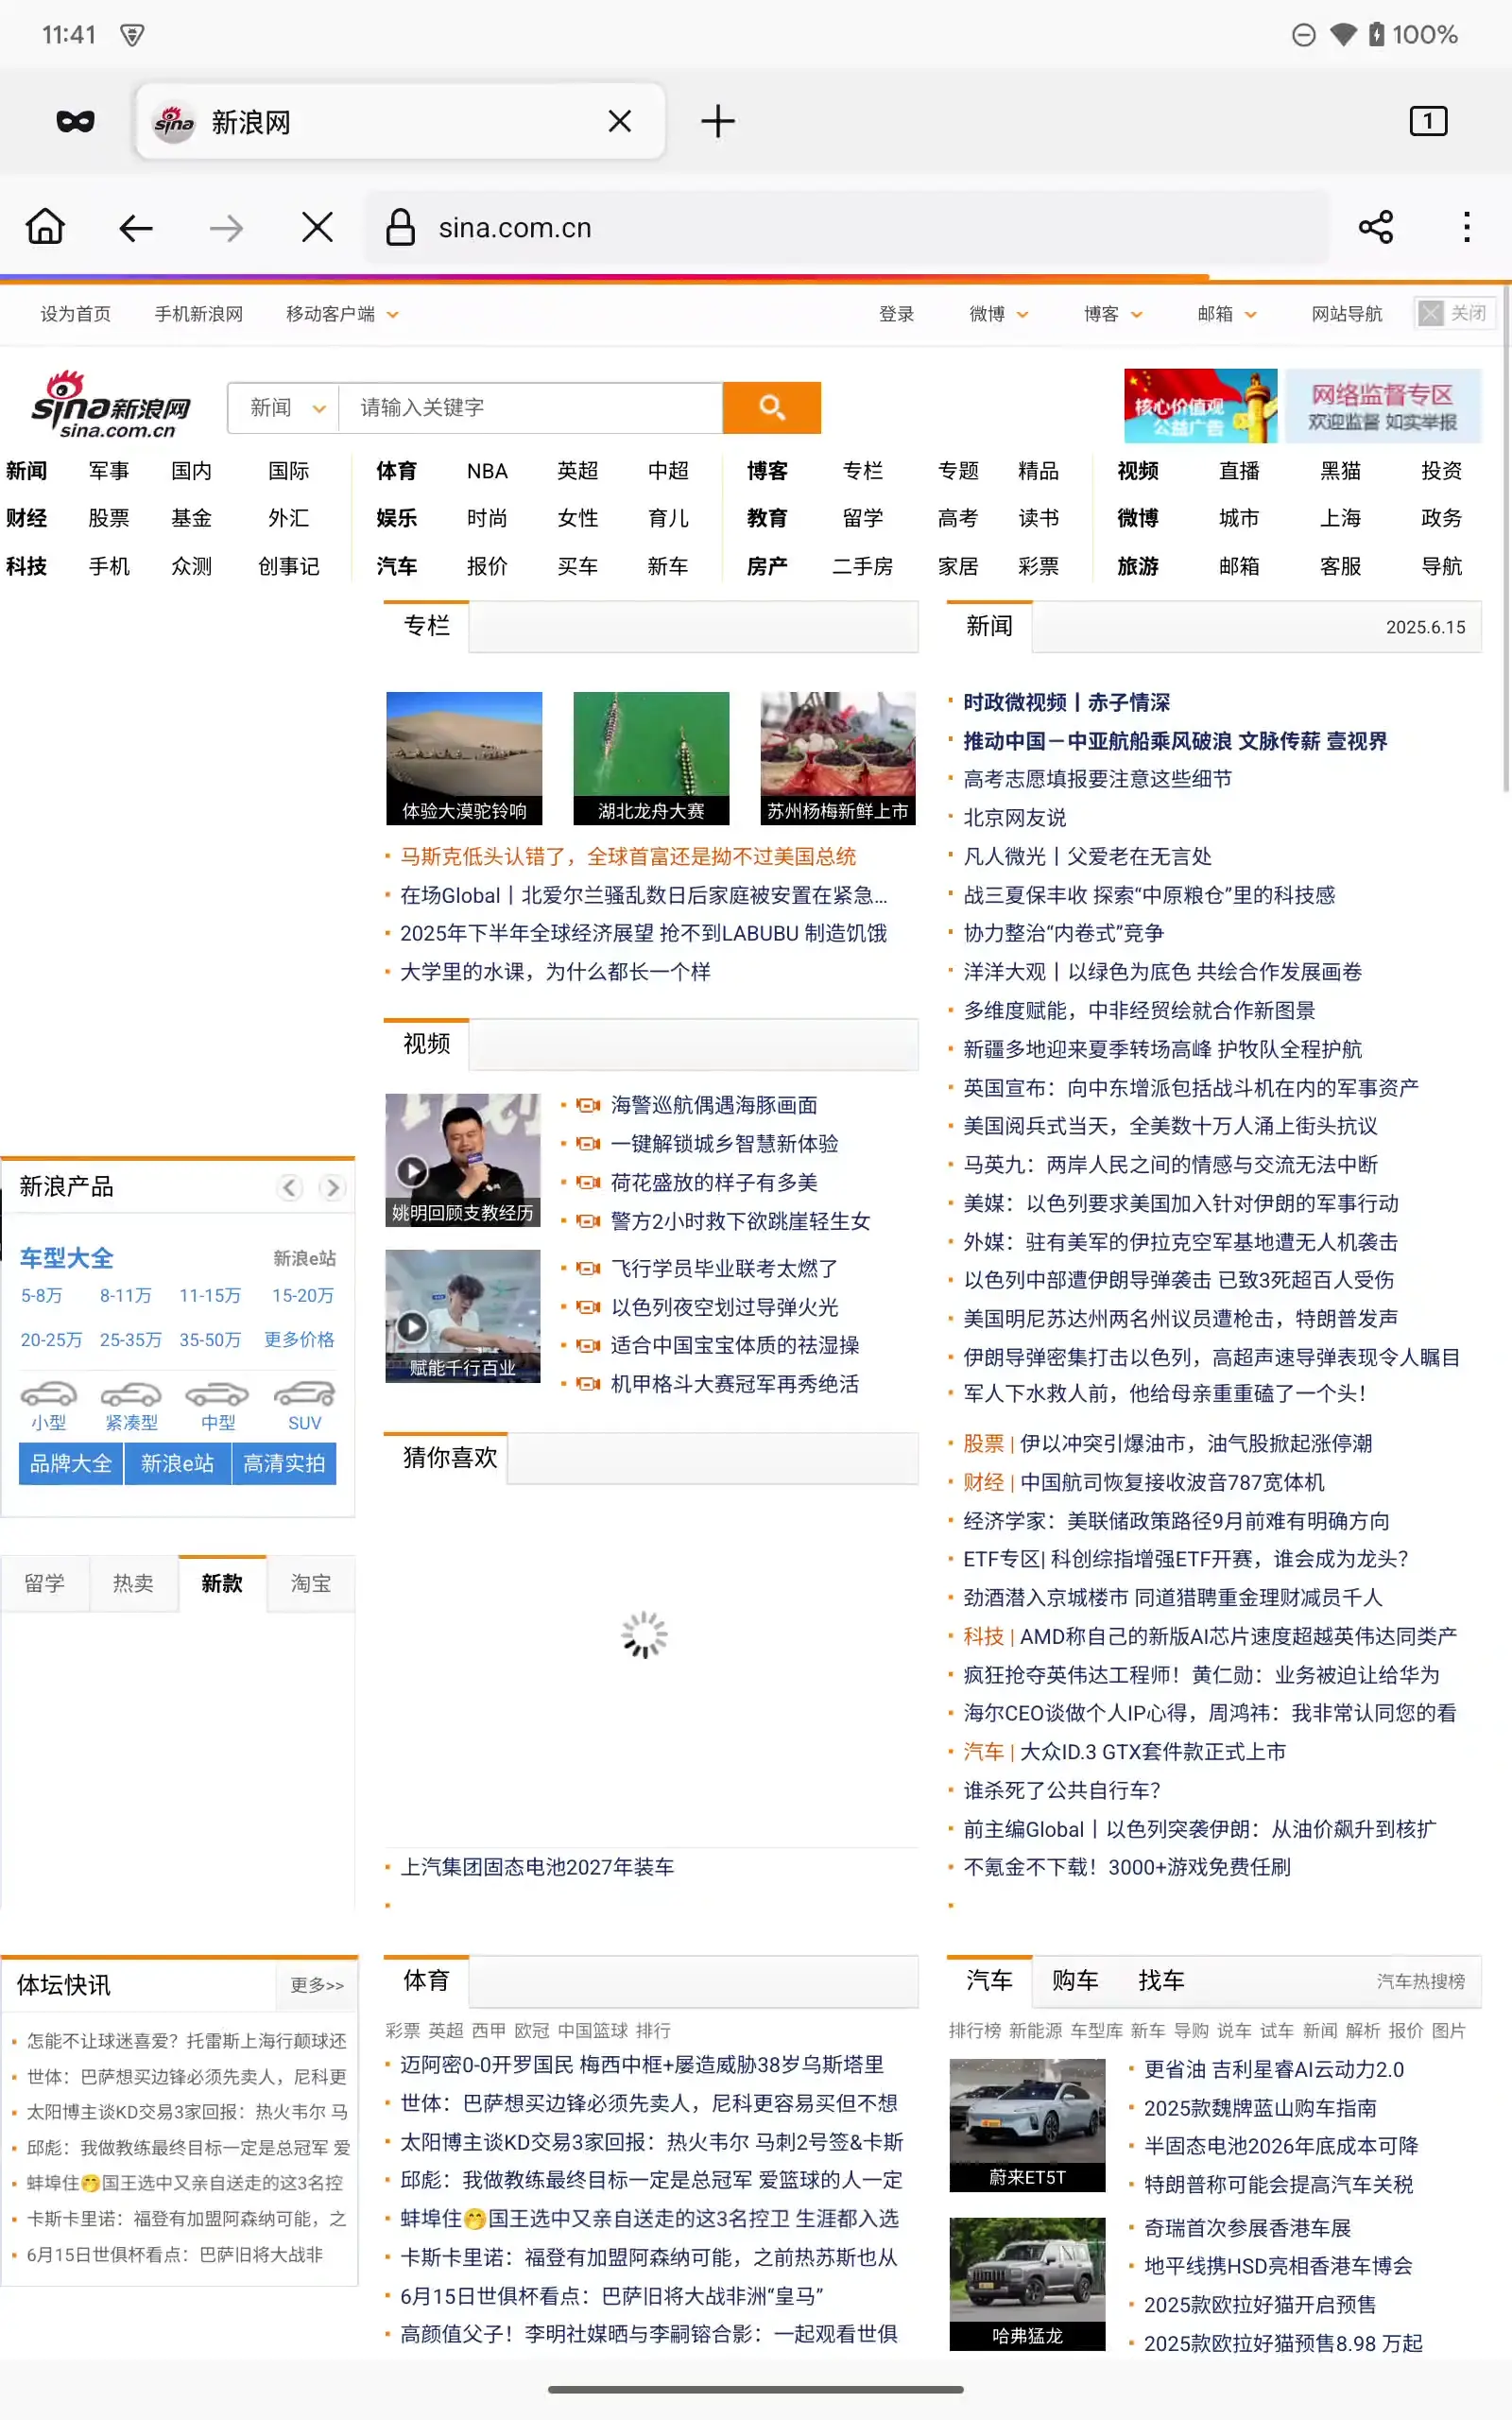 11:41
100%
新浪网
1
sina.com.cn
设为首页 手机新浪网 移动客户端 登录 微博 博客 邮箱 网站导航 关闭
sina新浪网
sina.com.cn
新闻 请输入关键字
核心价值观
公益广告
网络监督专区
欢迎监督 如实举报
新闻 军事 国内 国际 体育 NBA 英超 中超 博客 专栏 专题 精品 视频 直播 黑猫 投资
财经 股票 基金 外汇 娱乐 时尚 女性 育儿 教育 留学 高考 读书 微博 城市 上海 政务
科技 手机 众测 创事记 汽车 报价 买车 新车 房产 二手房 家居 彩票 旅游 邮箱 客服 导航
新浪产品
车型大全 新浪e站
5-8万 8-11万 11-15万 15-20万
20-25万 25-35万 35-50万 更多价格
小型 紧凑型 中型 SUV
品牌大全 新浪e站 高清实拍
留学 热卖 新款 淘宝
专栏
体验大漠驼铃响 湖北龙舟大赛 苏州杨梅新鲜上市
马斯克低头认错了，全球首富还是拗不过美国总统
在场Global丨北爱尔兰骚乱数日后家庭被安置在紧急...
2025年下半年全球经济展望 抢不到LABUBU 制造饥饿
大学里的水课，为什么都长一个样
视频
姚明回顾支教经历
海警巡航偶遇海豚画面
一键解锁城乡智慧新体验
荷花盛放的样子有多美
警方2小时救下欲跳崖轻生女
赋能千行百业
飞行学员毕业联考太燃了
以色列夜空划过导弹火光
适合中国宝宝体质的祛湿操
机甲格斗大赛冠军再秀绝活
猜你喜欢
上汽集团固态电池2027年装车
新闻 2025.6.15
时政微视频丨赤子情深
推动中国－中亚航船乘风破浪 文脉传薪 壹视界
高考志愿填报要注意这些细节
北京网友说
凡人微光丨父爱老在无言处
战三夏保丰收 探索“中原粮仓”里的科技感
协力整治“内卷式”竞争
洋洋大观丨以绿色为底色 共绘合作发展画卷
多维度赋能，中非经贸绘就合作新图景
新疆多地迎来夏季转场高峰 护牧队全程护航
英国宣布：向中东增派包括战斗机在内的军事资产
美国阅兵式当天，全美数十万人涌上街头抗议
马英九：两岸人民之间的情感与交流无法中断
美媒：以色列要求美国加入针对伊朗的军事行动
外媒：驻有美军的伊拉克空军基地遭无人机袭击
以色列中部遭伊朗导弹袭击 已致3死超百人受伤
美国明尼苏达州两名州议员遭枪击，特朗普发声
伊朗导弹密集打击以色列，高超声速导弹表现令人瞩目
军人下水救人前，他给母亲重重磕了一个头！
股票 | 伊以冲突引爆油市，油气股掀起涨停潮
财经 | 中国航司恢复接收波音787宽体机
经济学家：美联储政策路径9月前难有明确方向
ETF专区| 科创综指增强ETF开赛，谁会成为龙头？
劲酒潜入京城楼市 同道猎聘重金理财减员千人
科技 | AMD称自己的新版AI芯片速度超越英伟达同类产
疯狂抢夺英伟达工程师！黄仁勋：业务被迫让给华为
海尔CEO谈做个人IP心得，周鸿祎：我非常认同您的看
汽车 | 大众ID.3 GTX套件款正式上市
谁杀死了公共自行车？
前主编Global丨以色列突袭伊朗：从油价飙升到核扩
不氪金不下载！3000+游戏免费任刷
体坛快讯 更多>>
怎能不让球迷喜爱？托雷斯上海行颠球还
世体：巴萨想买边锋必须先卖人，尼科更
太阳博主谈KD交易3家回报：热火韦尔 马
邱彪：我做教练最终目标一定是总冠军 爱
蚌埠住🤭国王选中又亲自送走的这3名控
卡斯卡里诺：福登有加盟阿森纳可能，之
6月15日世俱杯看点：巴萨旧将大战非
体育
彩票 英超 西甲 欧冠 中国篮球 排行
迈阿密0-0开罗国民 梅西中框+屡造威胁38岁乌斯塔里
世体：巴萨想买边锋必须先卖人，尼科更容易买但不想
太阳博主谈KD交易3家回报：热火韦尔 马刺2号签&卡斯
邱彪：我做教练最终目标一定是总冠军 爱篮球的人一定
蚌埠住🤭国王选中又亲自送走的这3名控卫 生涯都入选
卡斯卡里诺：福登有加盟阿森纳可能，之前热苏斯也从
6月15日世俱杯看点：巴萨旧将大战非洲“皇马”
高颜值父子！李明社媒晒与李嗣镕合影：一起观看世俱
汽车 购车 找车 汽车热搜榜
排行榜 新能源 车型库 新车 导购 说车 试车 新闻 解析 报价 图片
蔚来ET5T
更省油 吉利星睿AI云动力2.0
2025款魏牌蓝山购车指南
半固态电池2026年底成本可降
特朗普称可能会提高汽车关税
哈弗猛龙
奇瑞首次参展香港车展
地平线携HSD亮相香港车博会
2025款欧拉好猫开启预售
2025款欧拉好猫预售8.98 万起